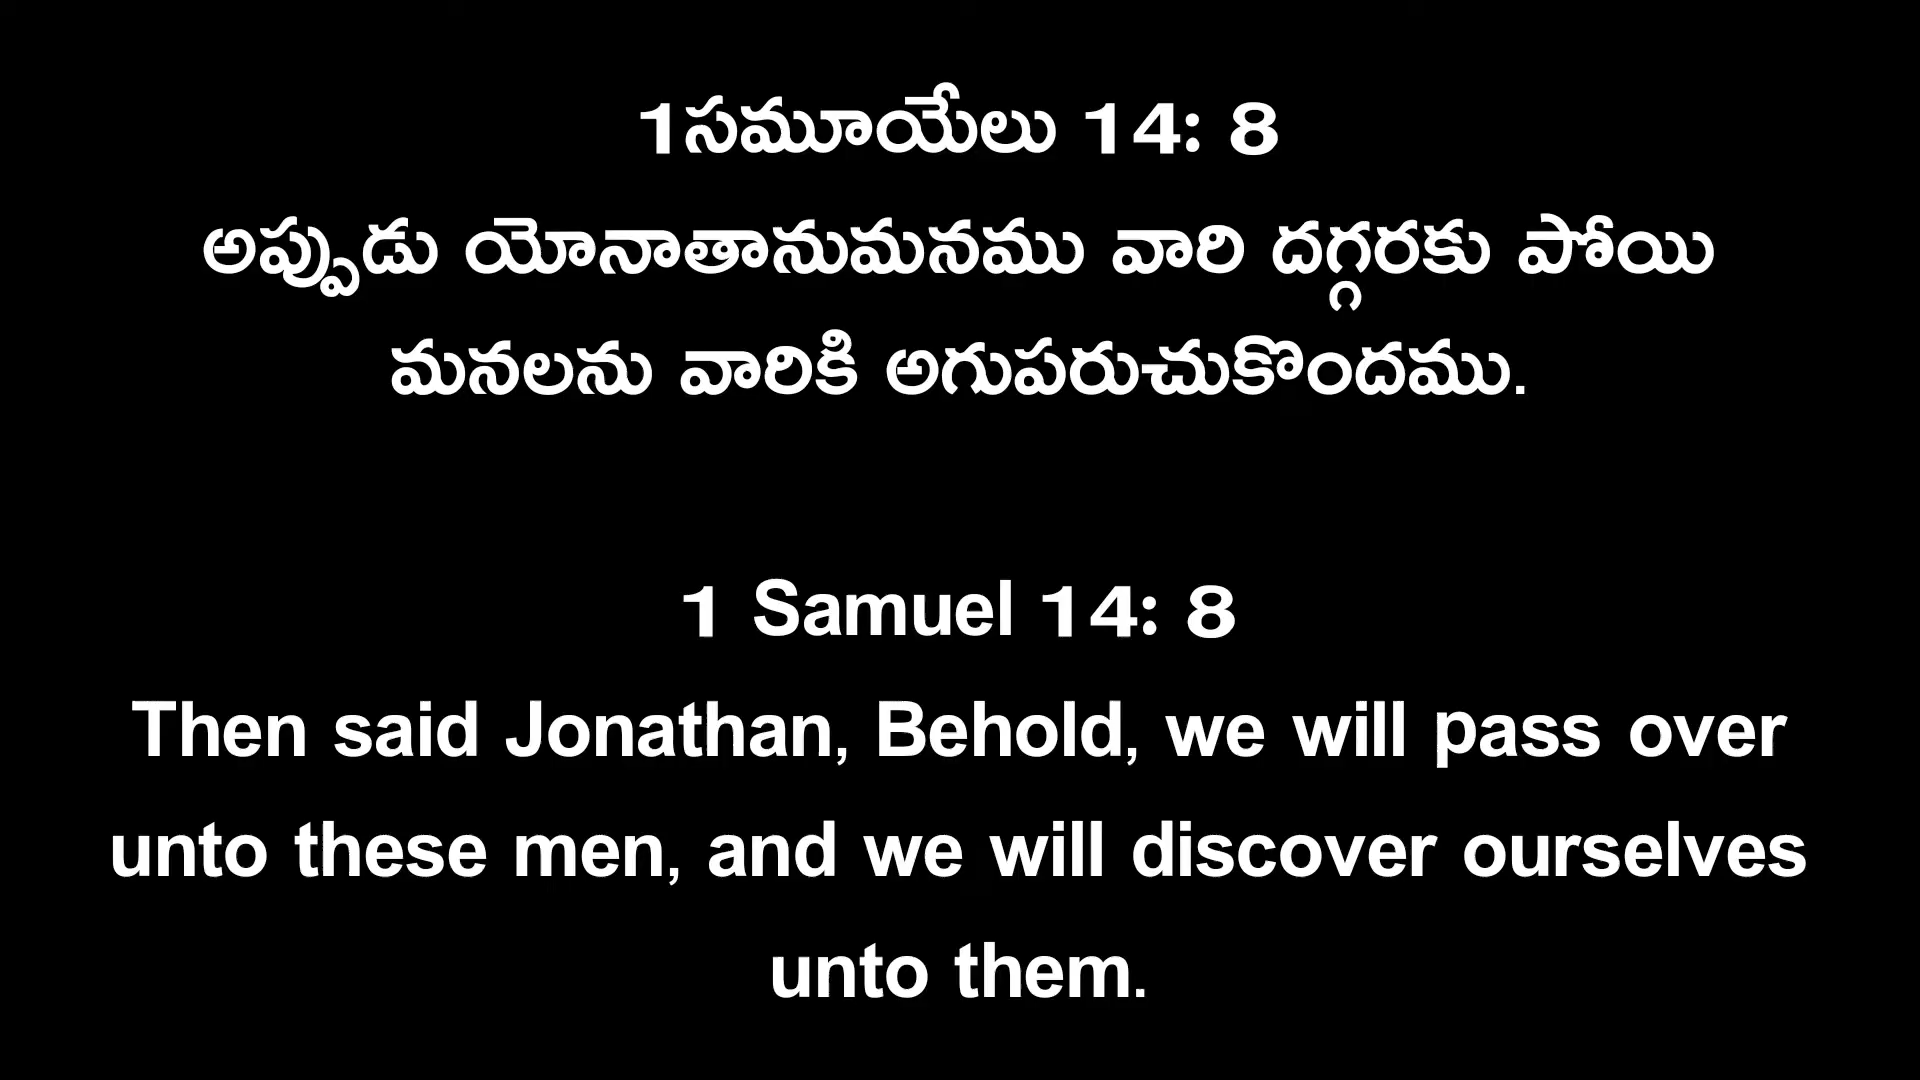 1సమూయేలు 14: 8
అప్పుడు యోనాతానుమనము వారి దగ్గరకు పోయి
మనలను వారికి అగుపరుచుకొందము.
1 Samuel 14: 8
Then said Jonathan, Behold, we will pass over
unto these men, and we will discover ourselves
unto them.